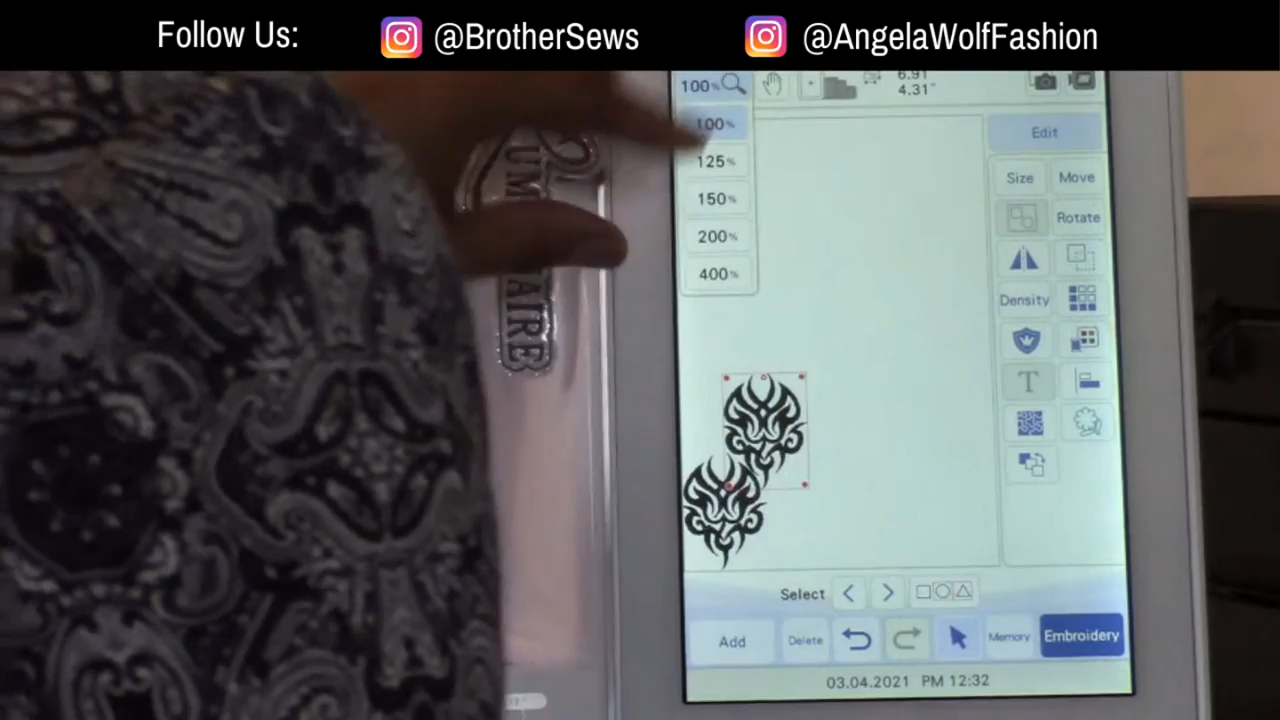 Follow Us: @BrotherSews @AngelaWolfFashion
100% 6.91"
4.31"
100%
125%
150%
200%
400%
Edit
Size Move
Rotate
Density
T
Select
Add Delete Memory Embroidery
03.04.2021 PM 12:32
AIRE